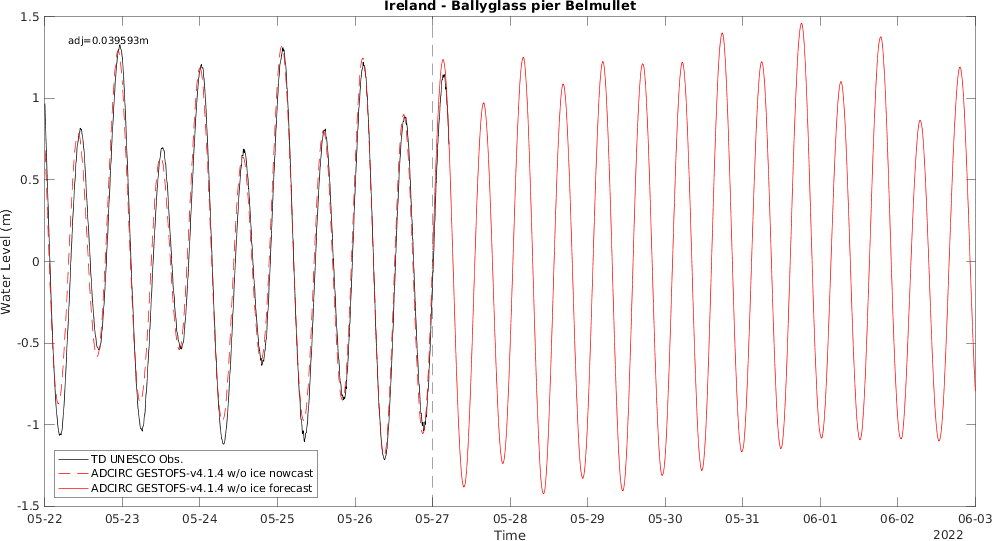 Ireland - Ballyglass pier Belmullet
adj=0.039593m
1.5
1
0.5
0
-0.5
-1
-1.5
Water Level (m)
TD UNESCO Obs.
ADCIRC GESTOFS-v4.1.4 w/o ice nowcast
ADCIRC GESTOFS-v4.1.4 w/o ice forecast
05-22 05-23 05-24 05-25 05-26 05-27 05-28 05-29 05-30 05-31 06-01 06-02 06-03
Time
2022